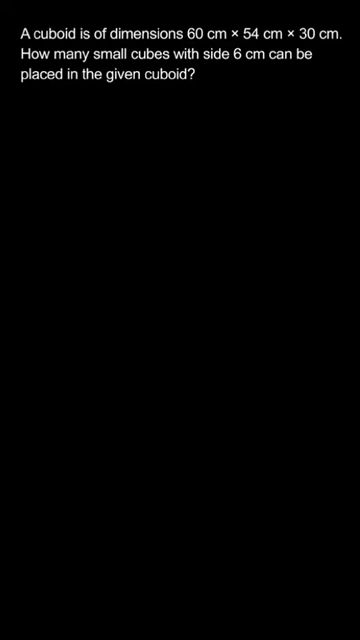 A cuboid is of dimensions 60 cm × 54 cm × 30 cm.
How many small cubes with side 6 cm can be
placed in the given cuboid?